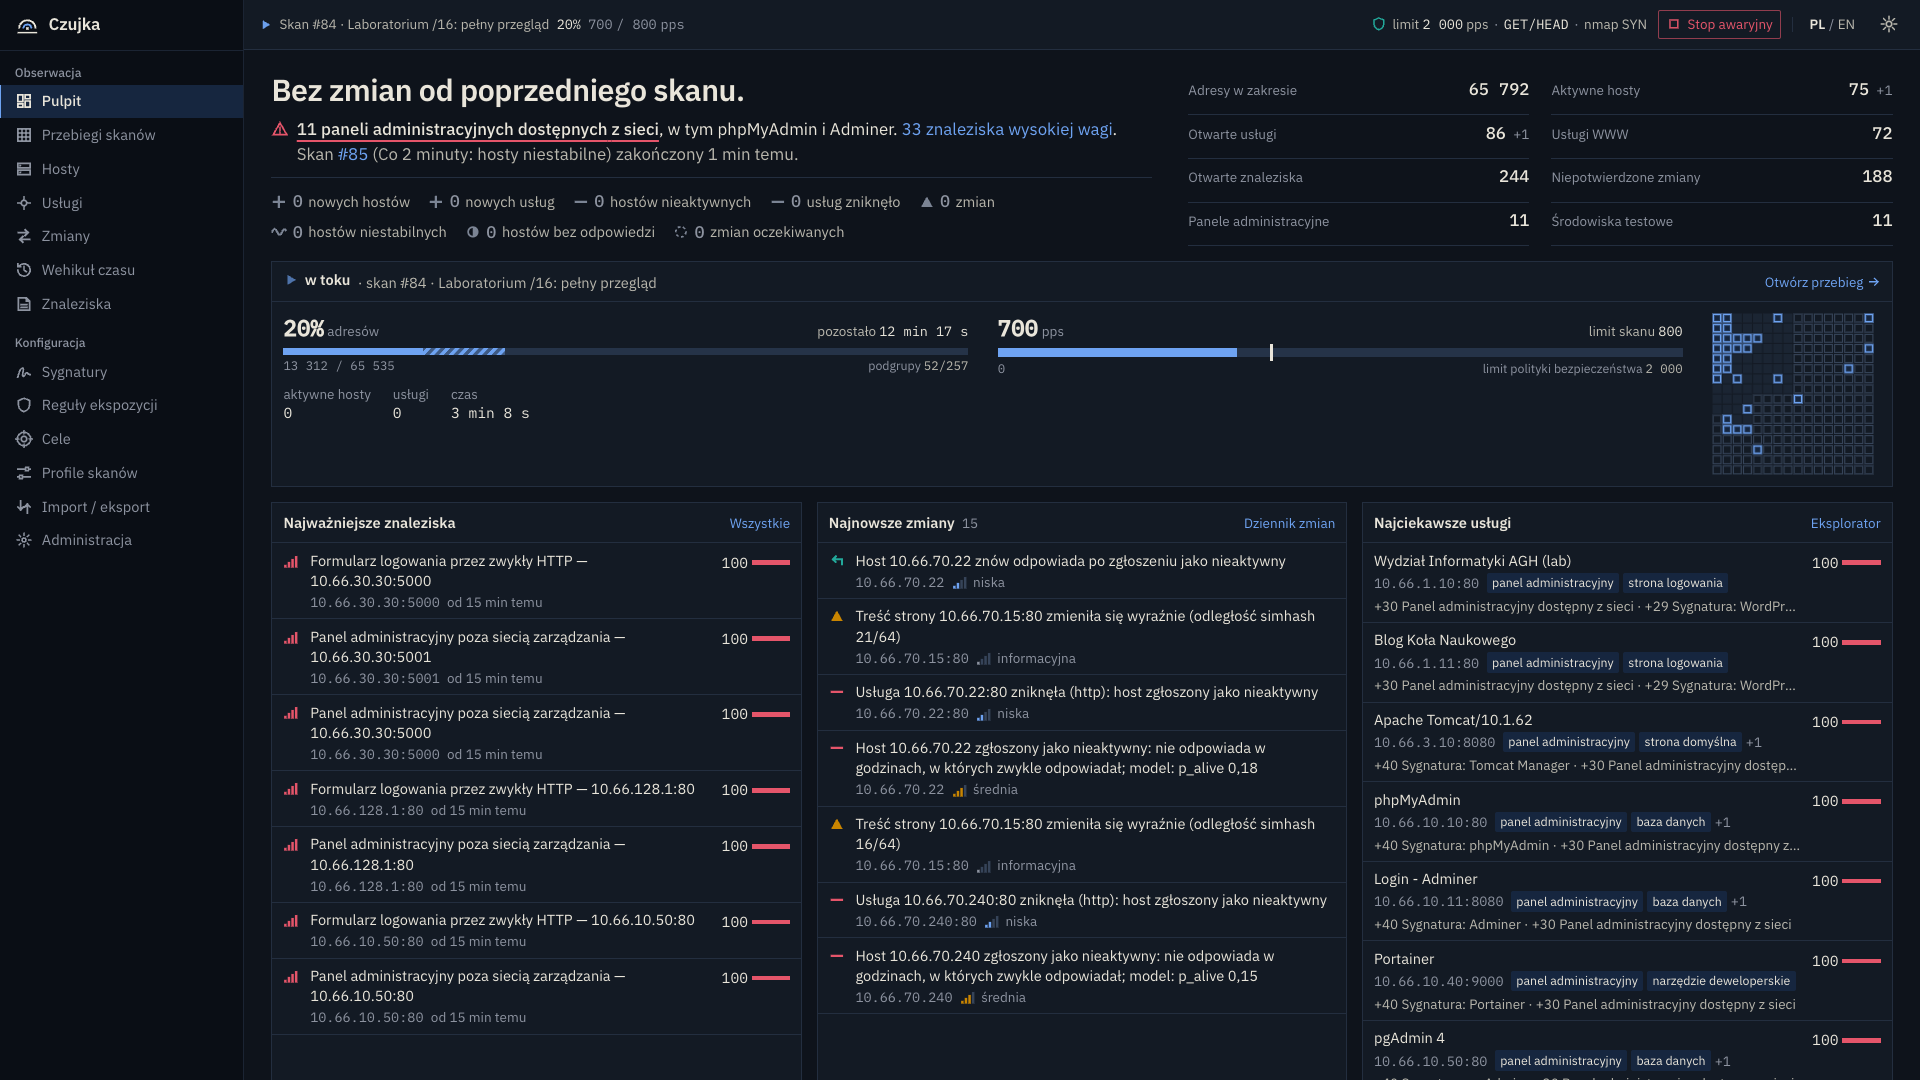 Czujka
Skan #84 · Laboratorium /16: pełny przegląd 20% 700 / 800 pps
limit 2 000 pps · GET/HEAD · nmap SYN
Stop awaryjny
PL / EN
Obserwacja
Pulpit
Przebiegi skanów
Hosty
Usługi
Zmiany
Wehikuł czasu
Znaleziska
Konfiguracja
Sygnatury
Reguły ekspozycji
Cele
Profile skanów
Import / eksport
Administracja
Bez zmian od poprzedniego skanu.
11 paneli administracyjnych dostępnych z sieci, w tym phpMyAdmin i Adminer. 33 znaleziska wysokiej wagi.
Skan #85 (Co 2 minuty: hosty niestabilne) zakończony 1 min temu.
0 nowych hostów 0 nowych usług 0 hostów nieaktywnych 0 usług zniknęło 0 zmian
0 hostów niestabilnych 0 hostów bez odpowiedzi 0 zmian oczekiwanych
Adresy w zakresie 65 792
Aktywne hosty 75 +1
Otwarte usługi 86 +1
Usługi WWW 72
Otwarte znaleziska 244
Niepotwierdzone zmiany 188
Panele administracyjne 11
Środowiska testowe 11
w toku · skan #84 · Laboratorium /16: pełny przegląd
Otwórz przebieg →
20% adresów pozostało 12 min 17 s
13 312 / 65 535 podgrupy 52/257
aktywne hosty usługi czas
0 0 3 min 8 s
700 pps limit skanu 800
0 limit polityki bezpieczeństwa 2 000
Najważniejsze znaleziska Wszystkie
Formularz logowania przez zwykły HTTP —
10.66.30.30:5000
100
10.66.30.30:5000 od 15 min temu
Panel administracyjny poza siecią zarządzania —
10.66.30.30:5001
100
10.66.30.30:5001 od 15 min temu
Panel administracyjny poza siecią zarządzania —
10.66.30.30:5000
100
10.66.30.30:5000 od 15 min temu
Formularz logowania przez zwykły HTTP — 10.66.128.1:80
100
10.66.128.1:80 od 15 min temu
Panel administracyjny poza siecią zarządzania —
10.66.128.1:80
100
10.66.128.1:80 od 15 min temu
Formularz logowania przez zwykły HTTP — 10.66.10.50:80
100
10.66.10.50:80 od 15 min temu
Panel administracyjny poza siecią zarządzania —
10.66.10.50:80
100
10.66.10.50:80 od 15 min temu
Najnowsze zmiany 15 Dziennik zmian
Host 10.66.70.22 znów odpowiada po zgłoszeniu jako nieaktywny
10.66.70.22 niska
Treść strony 10.66.70.15:80 zmieniła się wyraźnie (odległość simhash
21/64)
10.66.70.15:80 informacyjna
Usługa 10.66.70.22:80 zniknęła (http): host zgłoszony jako nieaktywny
10.66.70.22:80 niska
Host 10.66.70.22 zgłoszony jako nieaktywny: nie odpowiada w
godzinach, w których zwykle odpowiadał; model: p_alive 0,18
10.66.70.22 średnia
Treść strony 10.66.70.15:80 zmieniła się wyraźnie (odległość simhash
16/64)
10.66.70.15:80 informacyjna
Usługa 10.66.70.240:80 zniknęła (http): host zgłoszony jako nieaktywny
10.66.70.240:80 niska
Host 10.66.70.240 zgłoszony jako nieaktywny: nie odpowiada w
godzinach, w których zwykle odpowiadał; model: p_alive 0,15
10.66.70.240 średnia
Najciekawsze usługi Eksplorator
Wydział Informatyki AGH (lab) 100
10.66.1.10:80 panel administracyjny strona logowania
+30 Panel administracyjny dostępny z sieci · +29 Sygnatura: WordPr...
Blog Koła Naukowego 100
10.66.1.11:80 panel administracyjny strona logowania
+30 Panel administracyjny dostępny z sieci · +29 Sygnatura: WordPr...
Apache Tomcat/10.1.62 100
10.66.3.10:8080 panel administracyjny strona domyślna +1
+40 Sygnatura: Tomcat Manager · +30 Panel administracyjny dostęp...
phpMyAdmin 100
10.66.10.10:80 panel administracyjny baza danych +1
+40 Sygnatura: phpMyAdmin · +30 Panel administracyjny dostępny z...
Login - Adminer 100
10.66.10.11:8080 panel administracyjny baza danych +1
+40 Sygnatura: Adminer · +30 Panel administracyjny dostępny z sieci
Portainer 100
10.66.10.40:9000 panel administracyjny narzędzie deweloperskie
+40 Sygnatura: Portainer · +30 Panel administracyjny dostępny z sieci
pgAdmin 4 100
10.66.10.50:80 panel administracyjny baza danych +1